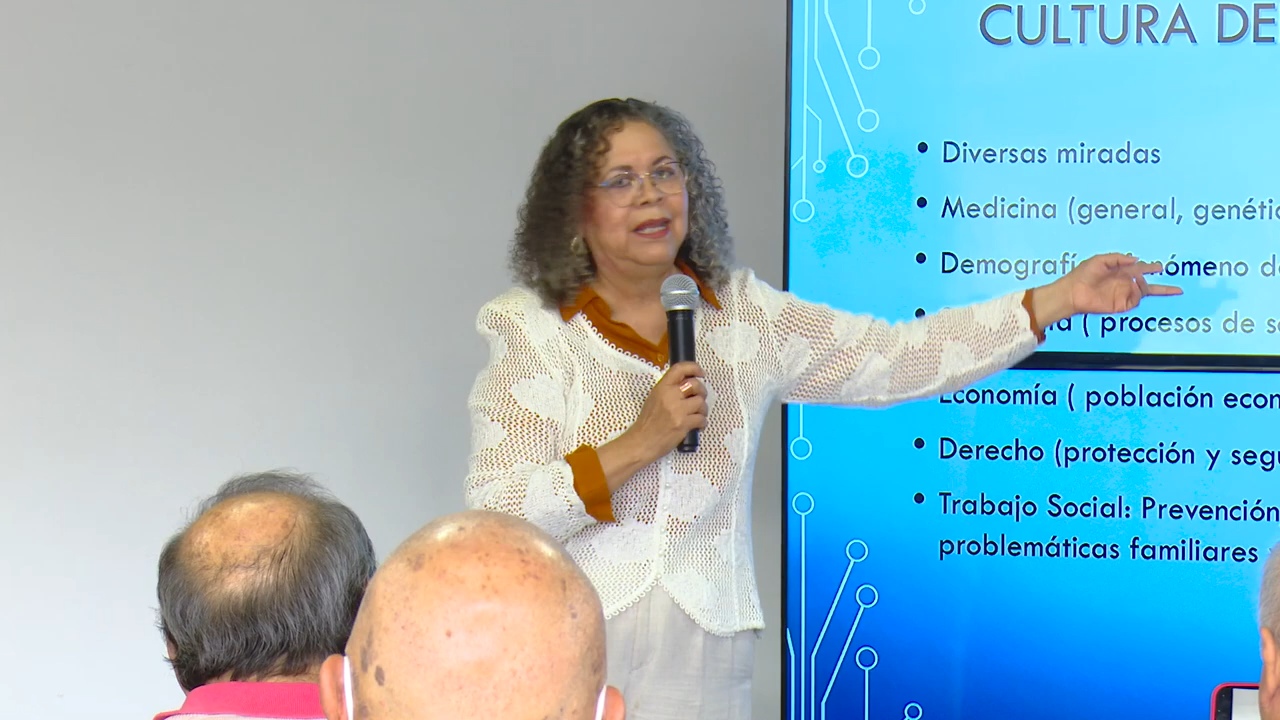 CULTURA DE
• Diversas miradas
• Medicina (general, genétic
• Demografí nómeno d
• ( procesos de s
Economía ( población econ
• Derecho (protección y segu
• Trabajo Social: Prevención
problemáticas familiares